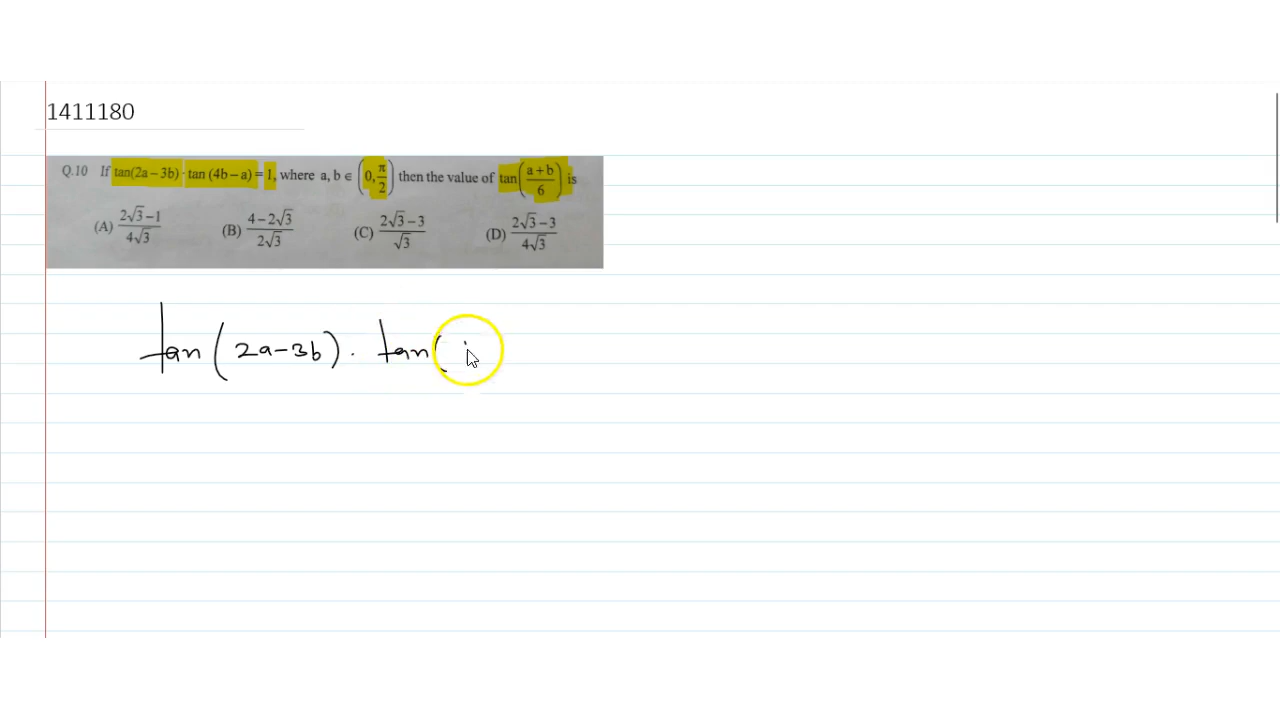 1411180
Q.10 If tan(2a – 3b) · tan (4b – a) = 1, where a, b ∈ (0, π/2) then the value of tan((a + b)/6) is
(A) (2√3 – 1)/(4√3) (B) (4 – 2√3)/(2√3) (C) (2√3 – 3)/√3 (D) (2√3 – 3)/(4√3)
tan(2a-3b). tan(